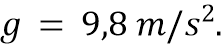 g = 9,8 m/s².